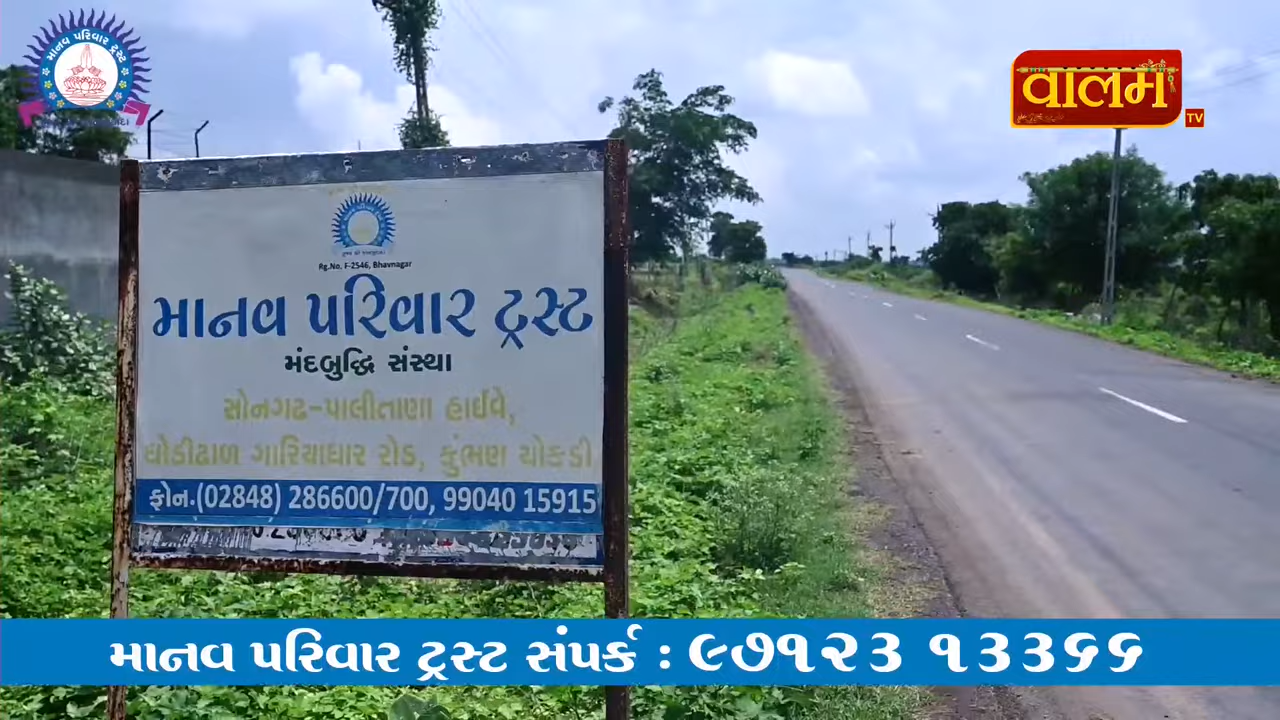 માનવ પરિવાર ટ્રસ્ટ
વાલમ
TV
Rg.No. F-2546, Bhavnagar
માનવ પરિવાર ટ્રસ્ટ
મંદબુદ્ધિ સંસ્થા
સોનગઢ-પાલીતાણા હાઈવે,
ઘોડીઢાળ ગારિયાધાર રોડ, કુંભણ ચોકડી
ફોન.(02848) 286600/700, 99040 15915
માનવ પરિવાર ટ્રસ્ટ સંપર્ક : ૯૭૧૨૩ ૧૩૩૬૬